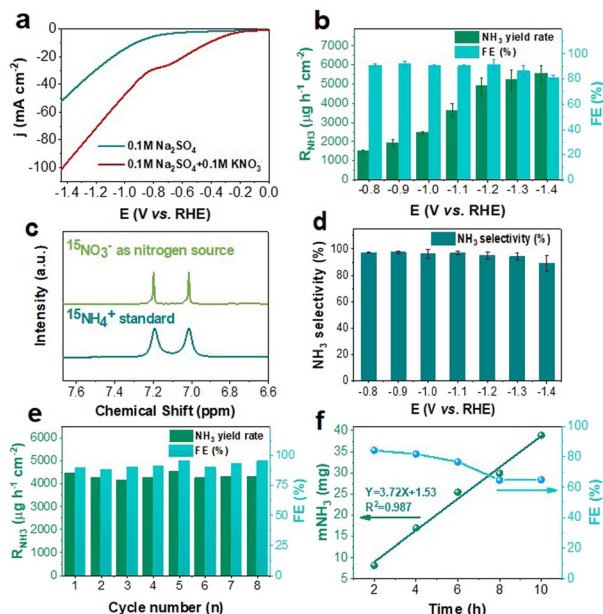 a
j (mA cm⁻²)
0
-20
-40
-60
-80
-100
0.1M Na₂SO₄
0.1M Na₂SO₄+0.1M KNO₃
-1.4 -1.2 -1.0 -0.8 -0.6 -0.4 -0.2 0.0
E (V vs. RHE)
b
NH₃ yield rate
FE (%)
R_NH3 (μg h⁻¹ cm⁻²)
6000
5000
4000
3000
2000
1000
0
FE (%)
80
60
40
20
0
-0.8 -0.9 -1.0 -1.1 -1.2 -1.3 -1.4
E (V vs. RHE)
c
Intensity (a.u.)
¹⁵NO₃⁻ as nitrogen source
¹⁵NH₄⁺ standard
7.6 7.4 7.2 7.0 6.8 6.6
Chemical Shift (ppm)
d
NH₃ selectivity (%)
NH₃ selectivity (%)
100
80
60
40
20
0
-0.8 -0.9 -1.0 -1.1 -1.2 -1.3 -1.4
E (V vs. RHE)
e
NH₃ yield rate
FE (%)
R_NH3 (μg h⁻¹ cm⁻²)
6000
5000
4000
3000
2000
1000
0
FE (%)
100
75
50
25
0
1 2 3 4 5 6 7 8
Cycle number (n)
f
mNH₃ (mg)
40
35
30
25
20
15
10
5
Y=3.72X+1.53
R²=0.987
FE (%)
100
80
60
40
20
0
2 4 6 8 10
Time (h)